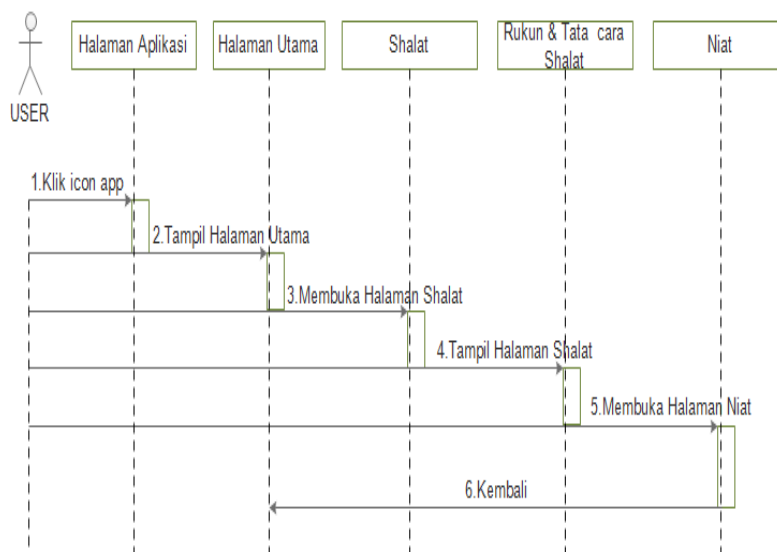 Halaman Aplikasi
Halaman Utama
Shalat
Rukun & Tata cara
Shalat
Niat
USER
1.Klik icon app
2.Tampil Halaman Utama
3.Membuka Halaman Shalat
4.Tampil Halaman Shalat
5.Membuka Halaman Niat
6.Kembali